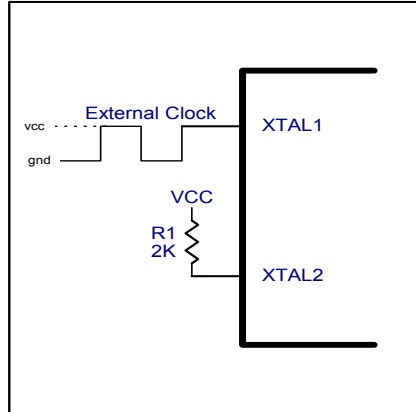 External Clock
vcc
XTAL1
gnd
VCC
R1
2K
XTAL2